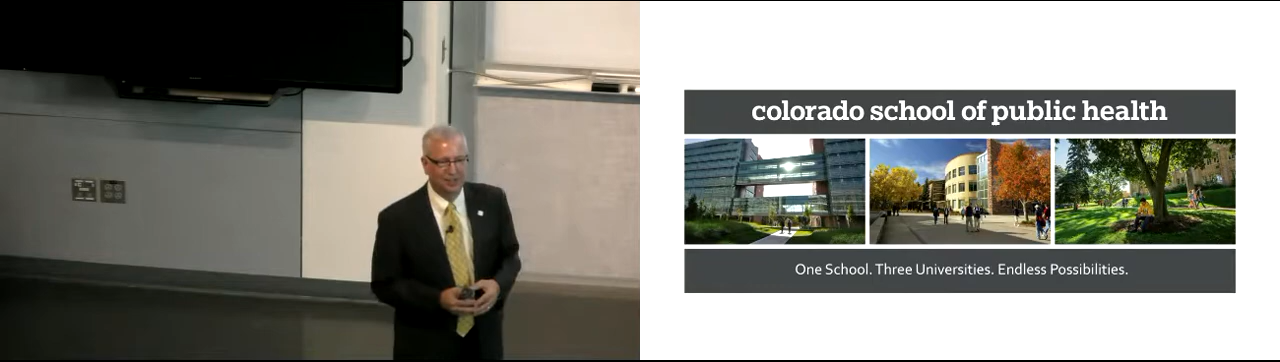 colorado school of public health
One School. Three Universities. Endless Possibilities.